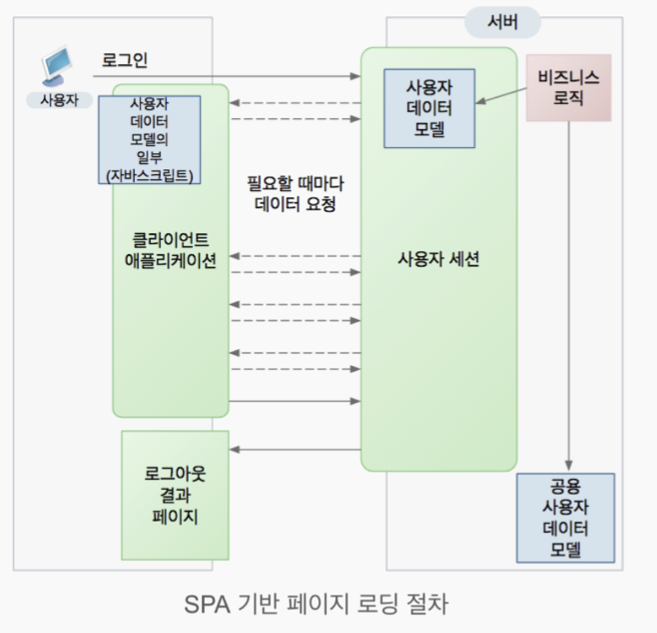 서버
로그인
사용자
사용자
데이터
모델의
일부
(자바스크립트)
사용자
데이터
모델
비즈니스
로직
필요할 때마다
데이터 요청
클라이언트
애플리케이션
사용자 세션
로그아웃
결과
페이지
공용
사용자
데이터
모델
SPA 기반 페이지 로딩 절차